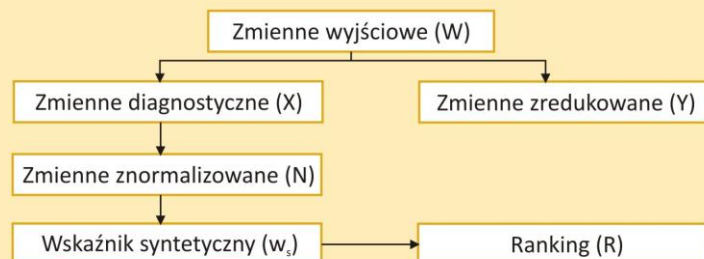 Zmienne wyjściowe (W)
Zmienne diagnostyczne (X)
Zmienne zredukowane (Y)
Zmienne znormalizowane (N)
Wskaźnik syntetyczny (wₛ)
Ranking (R)